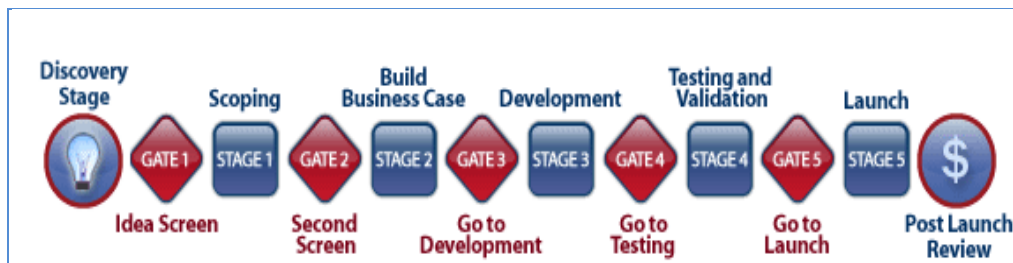 Discovery
Stage
Scoping
Build
Business Case
Development
Testing and
Validation
Launch
GATE 1
STAGE 1
GATE 2
STAGE 2
GATE 3
STAGE 3
GATE 4
STAGE 4
GATE 5
STAGE 5
$
Idea Screen
Second
Screen
Go to
Development
Go to
Testing
Go to
Launch
Post Launch
Review